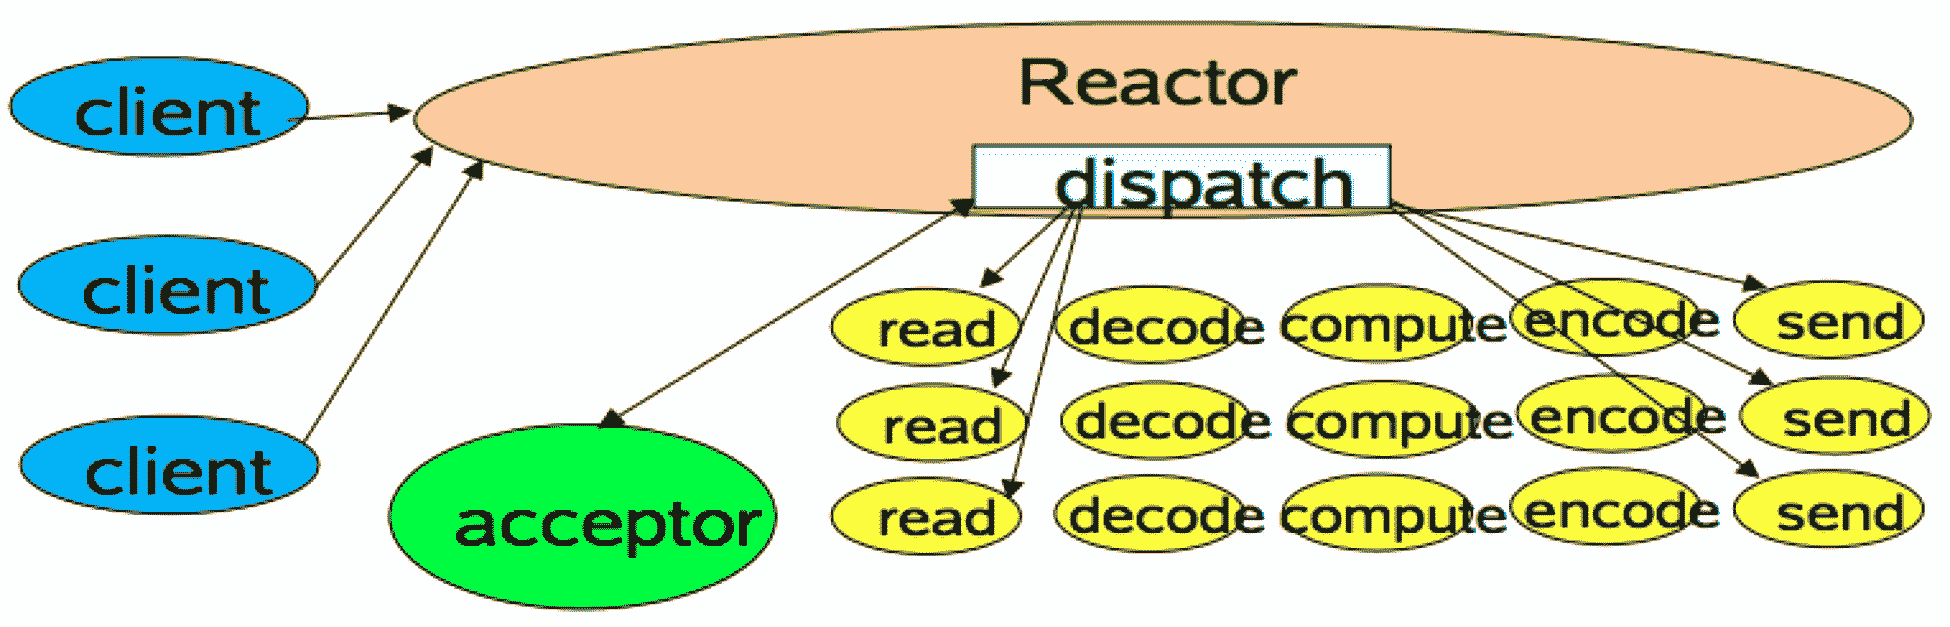 Reactor
client
dispatch
client
client
acceptor
read decode compute encode send
read decode compute encode send
read decode compute encode send